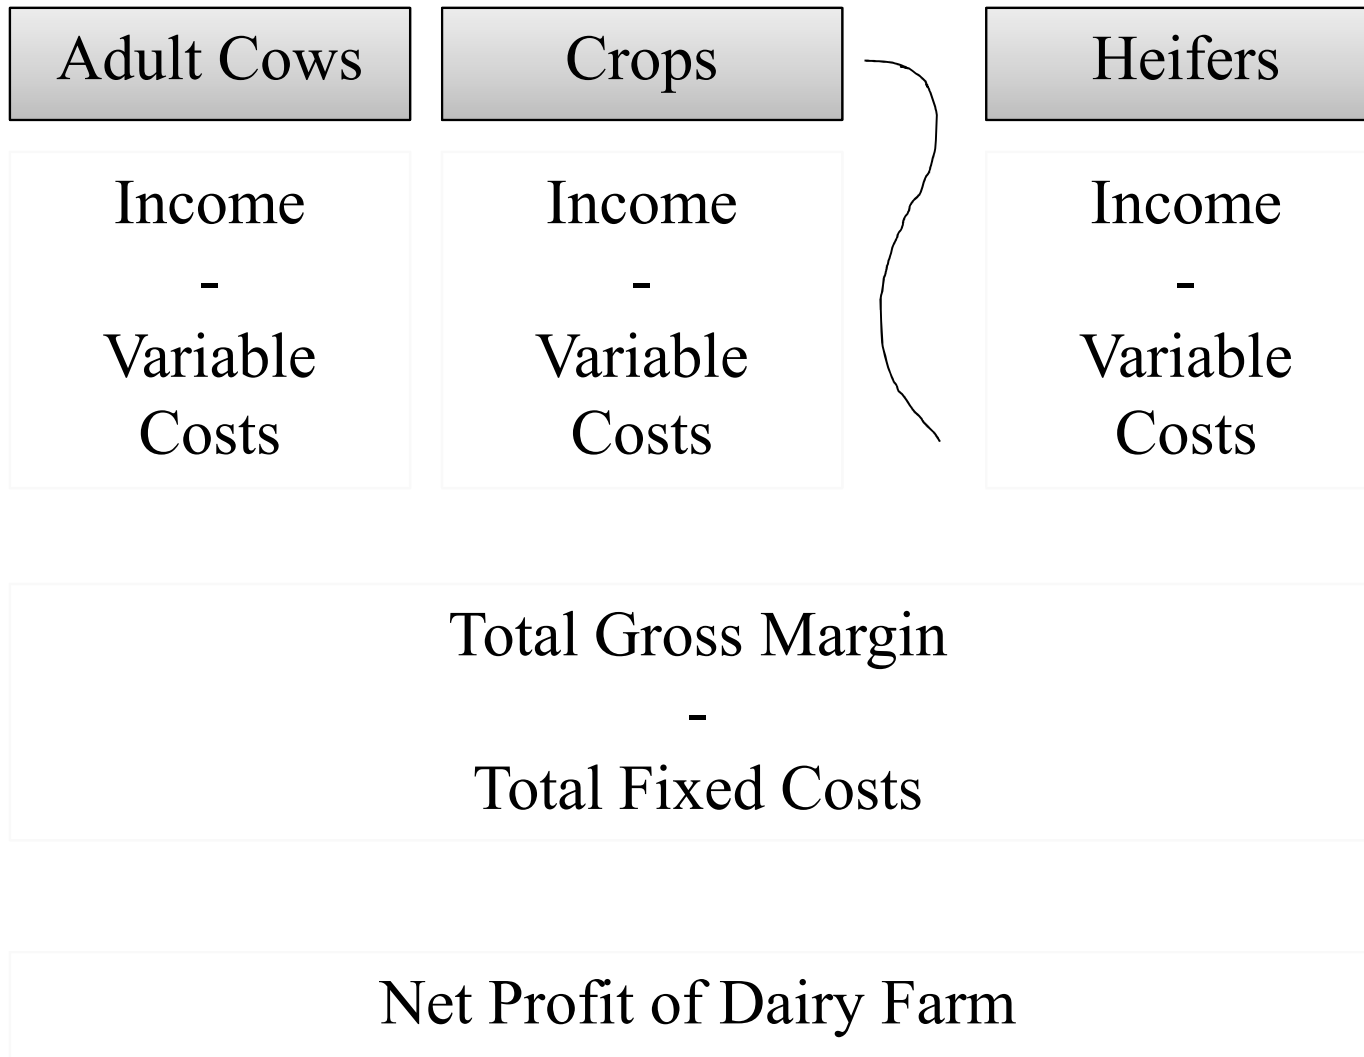 Adult Cows
Income
-
Variable
Costs
Crops
Income
-
Variable
Costs
Heifers
Income
-
Variable
Costs
Total Gross Margin
-
Total Fixed Costs
Net Profit of Dairy Farm